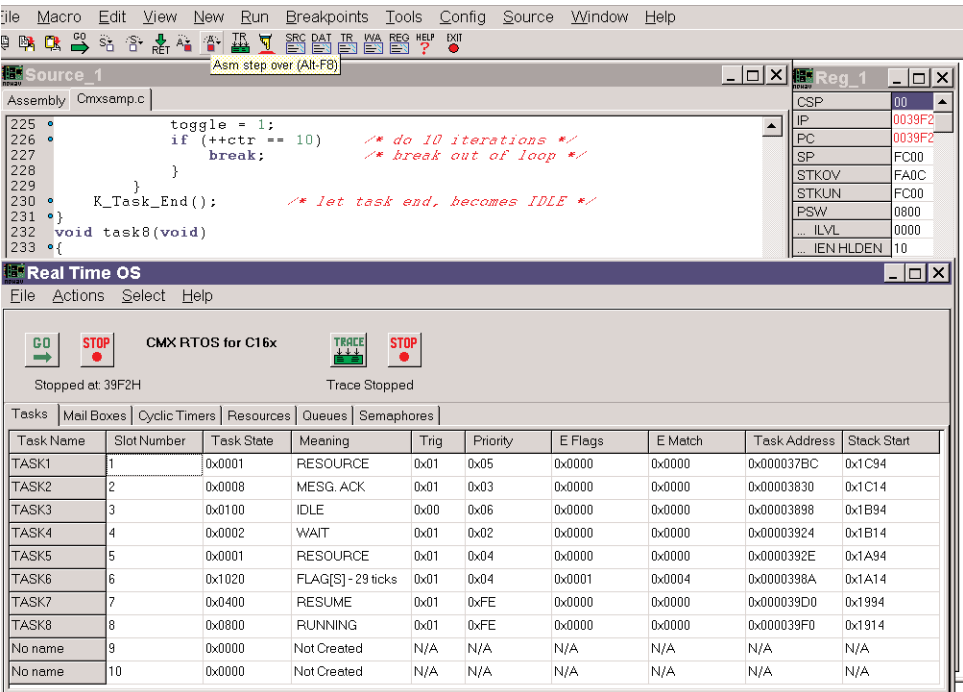 File Macro Edit View New Run Breakpoints Tools Config Source Window Help
GO S S RET A A TR SRC DAT TR WA REG HELP EXIT
Asm step over (Alt-F8)
Source_1
Assembly Cmxsamp.c
225 toggle = 1;
226 if (++ctr == 10) /* do 10 iterations */
227 break; /* break out of loop */
228 }
229 }
230 K_Task_End(); /* let task end, becomes IDLE */
231 }
232 void task8(void)
233 {
Reg_1
CSP 00
IP 0039F2
PC 0039F2
SP FC00
STKOV FA0C
STKUN FC00
PSW 0800
... ILVL 0000
... IEN HLDEN 10
Real Time OS
File Actions Select Help
GO STOP CMX RTOS for C16x TRACE STOP
Stopped at: 39F2H Trace Stopped
Tasks Mail Boxes Cyclic Timers Resources Queues Semaphores
Task Name Slot Number Task State Meaning Trig Priority E Flags E Match Task Address Stack Start
TASK1 1 0x0001 RESOURCE 0x01 0x05 0x0000 0x0000 0x000037BC 0x1C94
TASK2 2 0x0008 MESG. ACK 0x01 0x03 0x0000 0x0000 0x00003830 0x1C14
TASK3 3 0x0100 IDLE 0x00 0x06 0x0000 0x0000 0x00003898 0x1B94
TASK4 4 0x0002 WAIT 0x01 0x02 0x0000 0x0000 0x00003924 0x1B14
TASK5 5 0x0001 RESOURCE 0x01 0x04 0x0000 0x0000 0x0000392E 0x1A94
TASK6 6 0x1020 FLAG[S] - 29 ticks 0x01 0x04 0x0001 0x0004 0x0000398A 0x1A14
TASK7 7 0x0400 RESUME 0x01 0xFE 0x0000 0x0000 0x000039D0 0x1994
TASK8 8 0x0800 RUNNING 0x01 0xFE 0x0000 0x0000 0x000039F0 0x1914
No name 9 0x0000 Not Created N/A N/A N/A N/A N/A N/A
No name 10 0x0000 Not Created N/A N/A N/A N/A N/A N/A